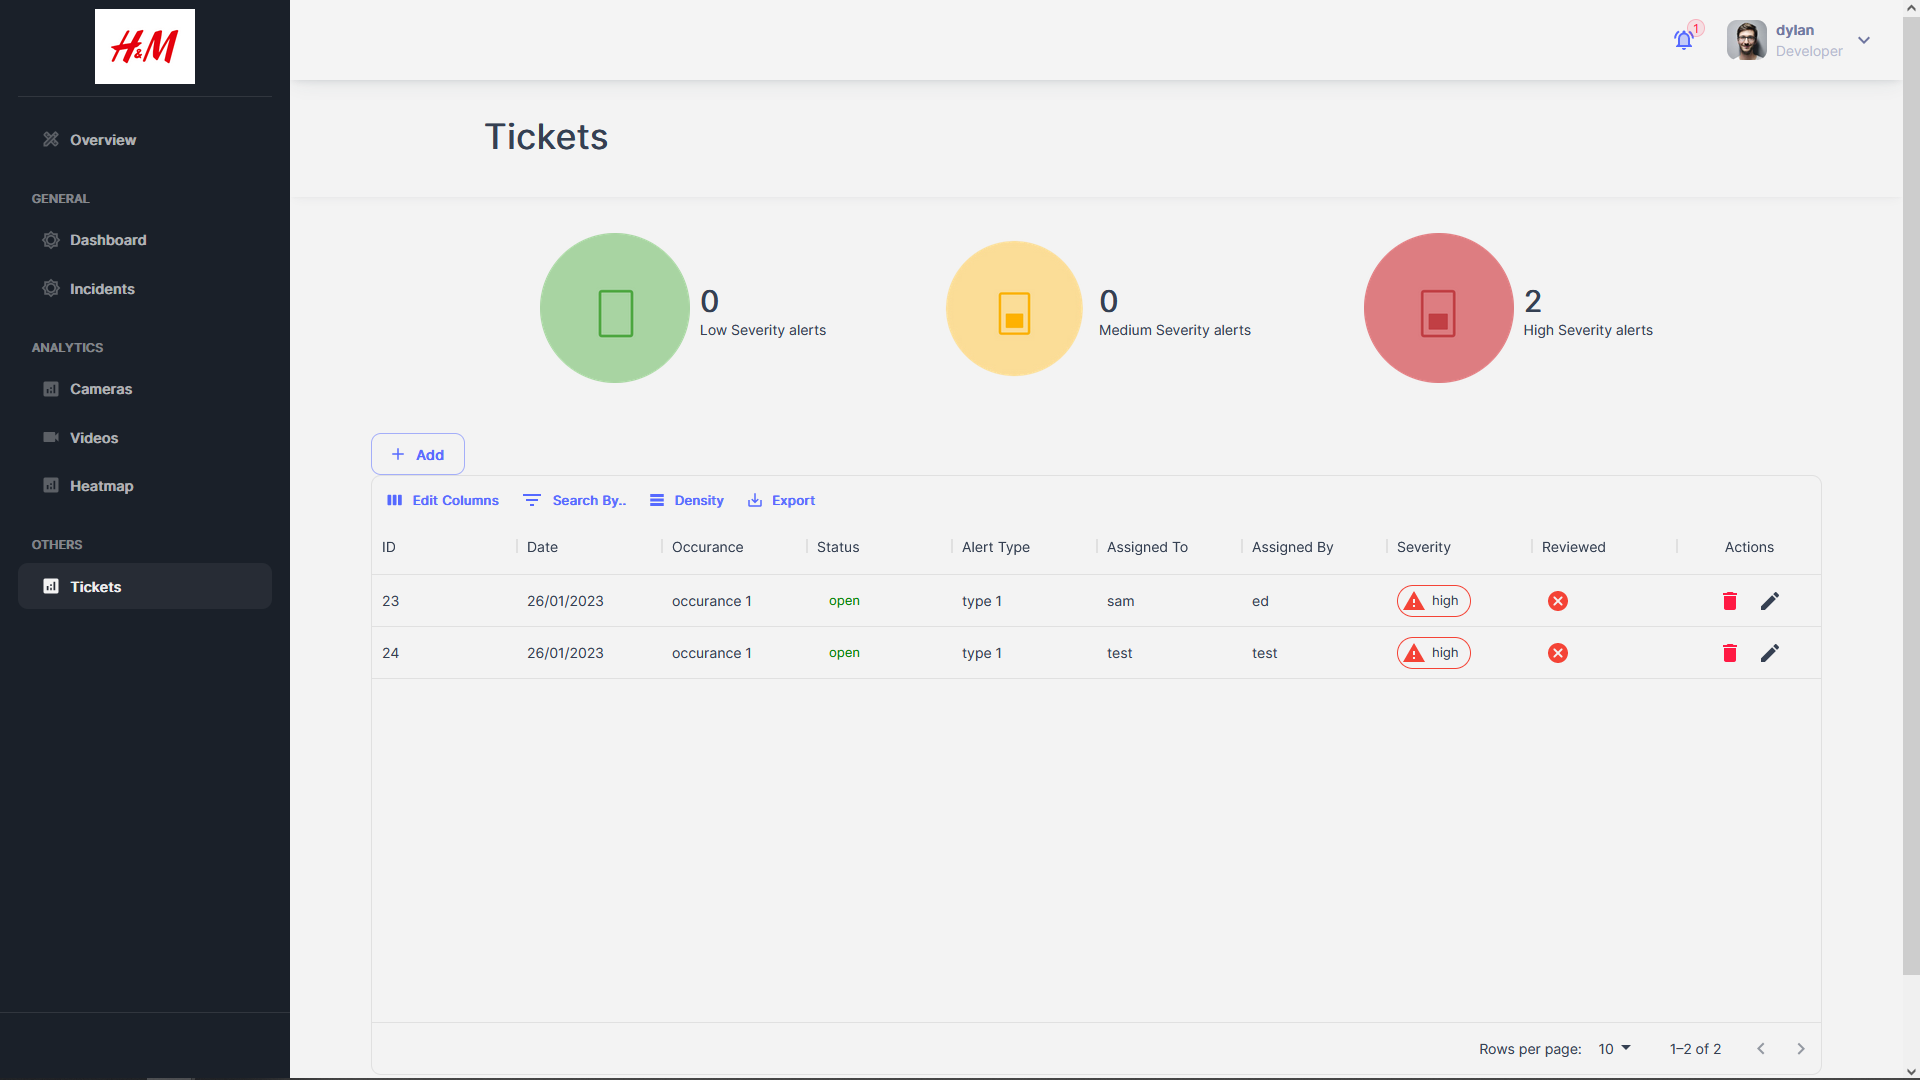 H&M
1
dylan
Developer
Overview
GENERAL
Dashboard
Incidents
ANALYTICS
Cameras
Videos
Heatmap
OTHERS
Tickets
Tickets
0
Low Severity alerts
0
Medium Severity alerts
2
High Severity alerts
+ Add
Edit Columns Search By.. Density Export
ID Date Occurance Status Alert Type Assigned To Assigned By Severity Reviewed Actions
23 26/01/2023 occurance 1 open type 1 sam ed high
24 26/01/2023 occurance 1 open type 1 test test high
Rows per page: 10 1–2 of 2